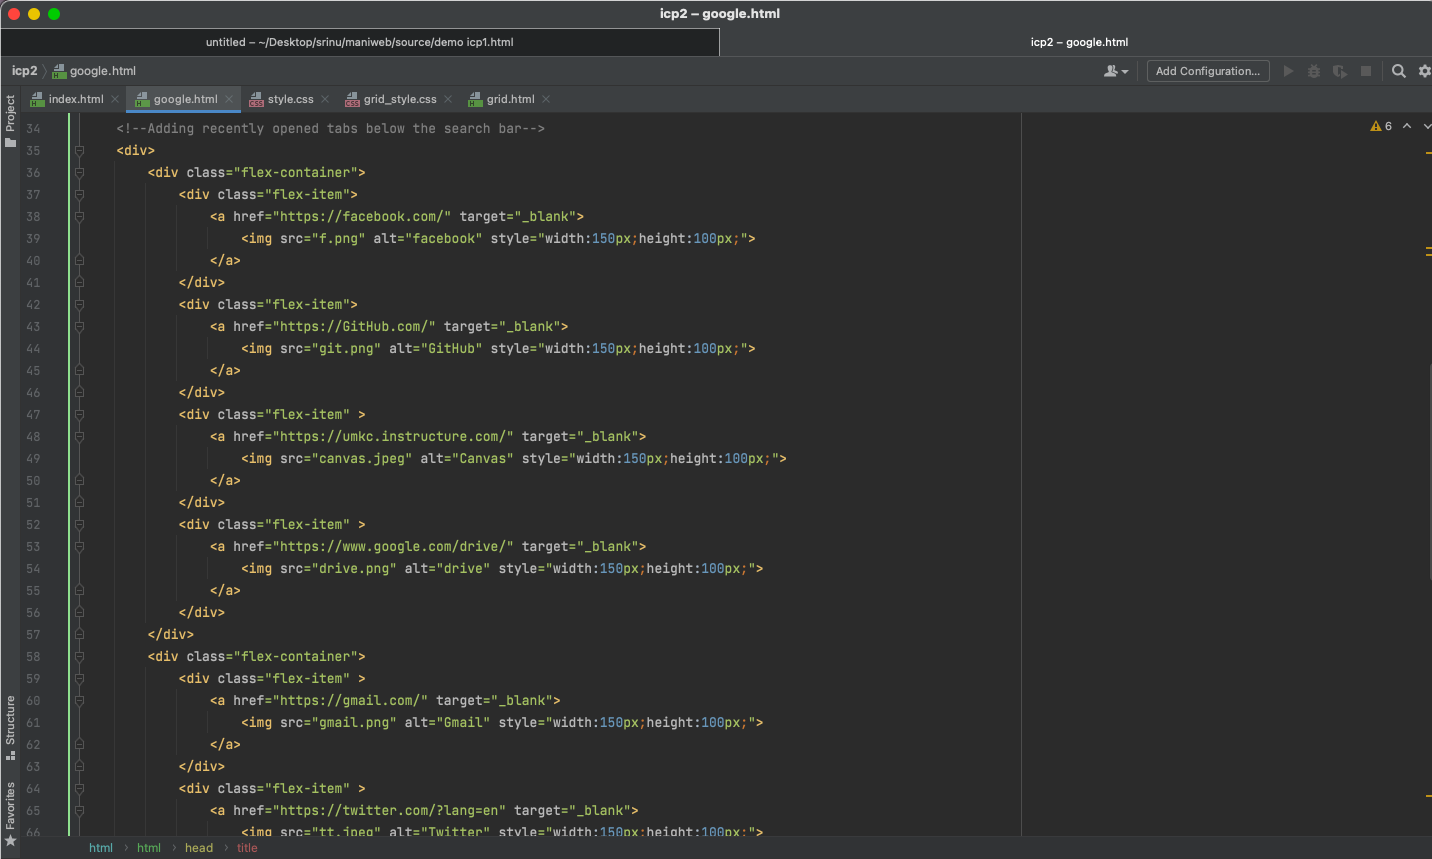 icp2 – google.html
untitled – ~/Desktop/srinu/maniweb/source/demo icp1.html
icp2 – google.html
icp2
google.html
Add Configuration...
index.html
google.html
style.css
grid_style.css
grid.html
Project
Structure
Favorites
6
34 <!--Adding recently opened tabs below the search bar-->
35 <div>
36 <div class="flex-container">
37 <div class="flex-item">
38 <a href="https://facebook.com/" target="_blank">
39 <img src="f.png" alt="facebook" style="width:150px;height:100px;">
40 </a>
41 </div>
42 <div class="flex-item">
43 <a href="https://GitHub.com/" target="_blank">
44 <img src="git.png" alt="GitHub" style="width:150px;height:100px;">
45 </a>
46 </div>
47 <div class="flex-item" >
48 <a href="https://umkc.instructure.com/" target="_blank">
49 <img src="canvas.jpeg" alt="Canvas" style="width:150px;height:100px;">
50 </a>
51 </div>
52 <div class="flex-item" >
53 <a href="https://www.google.com/drive/" target="_blank">
54 <img src="drive.png" alt="drive" style="width:150px;height:100px;">
55 </a>
56 </div>
57 </div>
58 <div class="flex-container">
59 <div class="flex-item" >
60 <a href="https://gmail.com/" target="_blank">
61 <img src="gmail.png" alt="Gmail" style="width:150px;height:100px;">
62 </a>
63 </div>
64 <div class="flex-item" >
65 <a href="https://twitter.com/?lang=en" target="_blank">
66 <img src="tt.jpeg" alt="Twitter" style="width:150px;height:100px;">
html
html
head
title